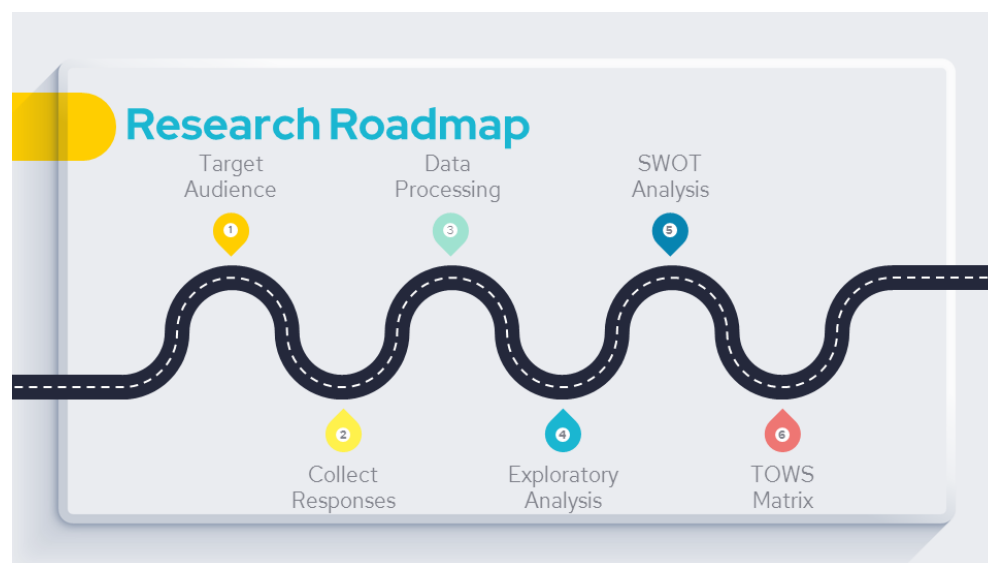 Research Roadmap
Target
Audience
1
Collect
Responses
2
Data
Processing
3
Exploratory
Analysis
4
SWOT
Analysis
5
TOWS
Matrix
6